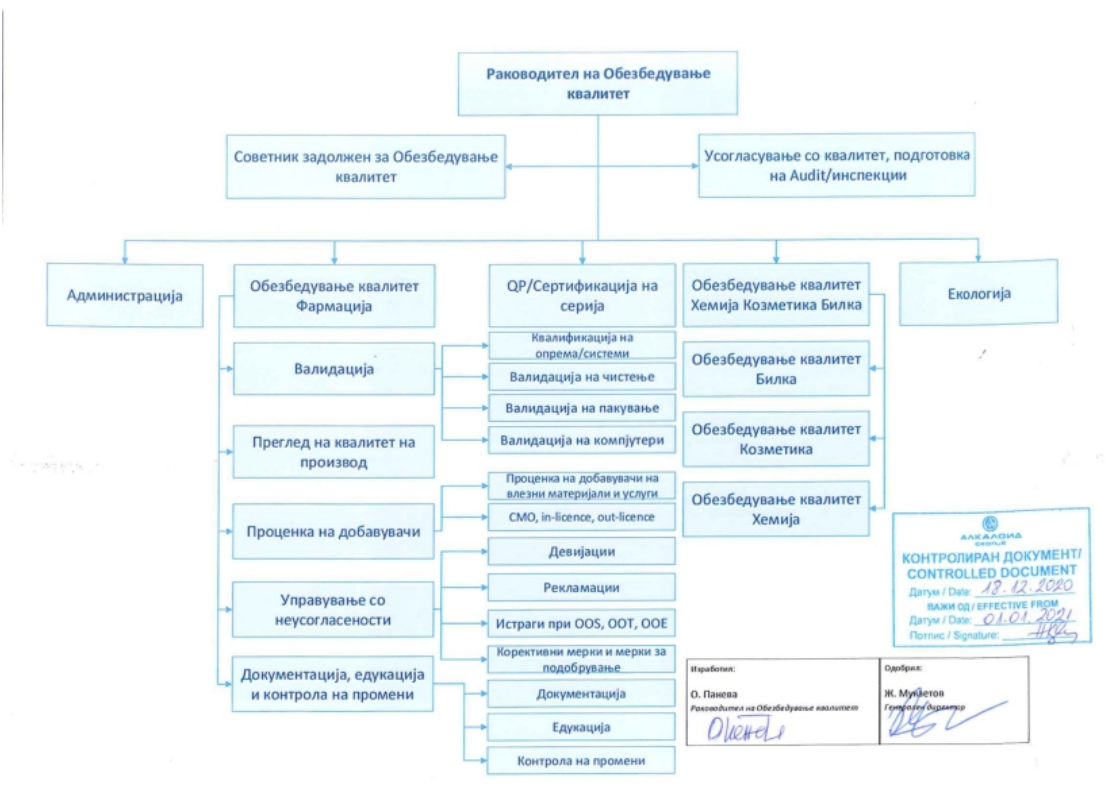 Раководител на Обезбедување
квалитет
Советник задолжен за Обезбедување
квалитет
Усогласување со квалитет, подготовка
на Audit/инспекции
Администрација
Обезбедување квалитет
Фармација
QP/Сертификација на
серија
Обезбедување квалитет
Хемија Козметика Билка
Екологија
Валидација
Квалификација на
опрема/системи
Валидација на чистење
Валидација на пакување
Валидација на компјутери
Обезбедување квалитет
Билка
Обезбедување квалитет
Козметика
Обезбедување квалитет
Хемија
Преглед на квалитет на
производ
Проценка на добавувачи
Проценка на добавувачи на
влезни материјали и услуги
CMO, in-licence, out-licence
Управување со
неусогласености
Девијации
Рекламации
Истраги при OOS, OOT, OOE
Корективни мерки и мерки за
подобрување
Документација, едукација
и контрола на промени
Документација
Едукација
Контрола на промени
АЛКАЛОИД
СКОПЈЕ
КОНТРОЛИРАН ДОКУМЕНТ/
CONTROLLED DOCUMENT
Датум / Date: 18.12.2020
ВАЖИ ОД / EFFECTIVE FROM
Датум / Date: 01.01.2021
Потпис / Signature:
Изработил:
О. Панева
Раководител на Обезбедување квалитет
Одобрил:
Ж. Мукаетов
Генерален директор